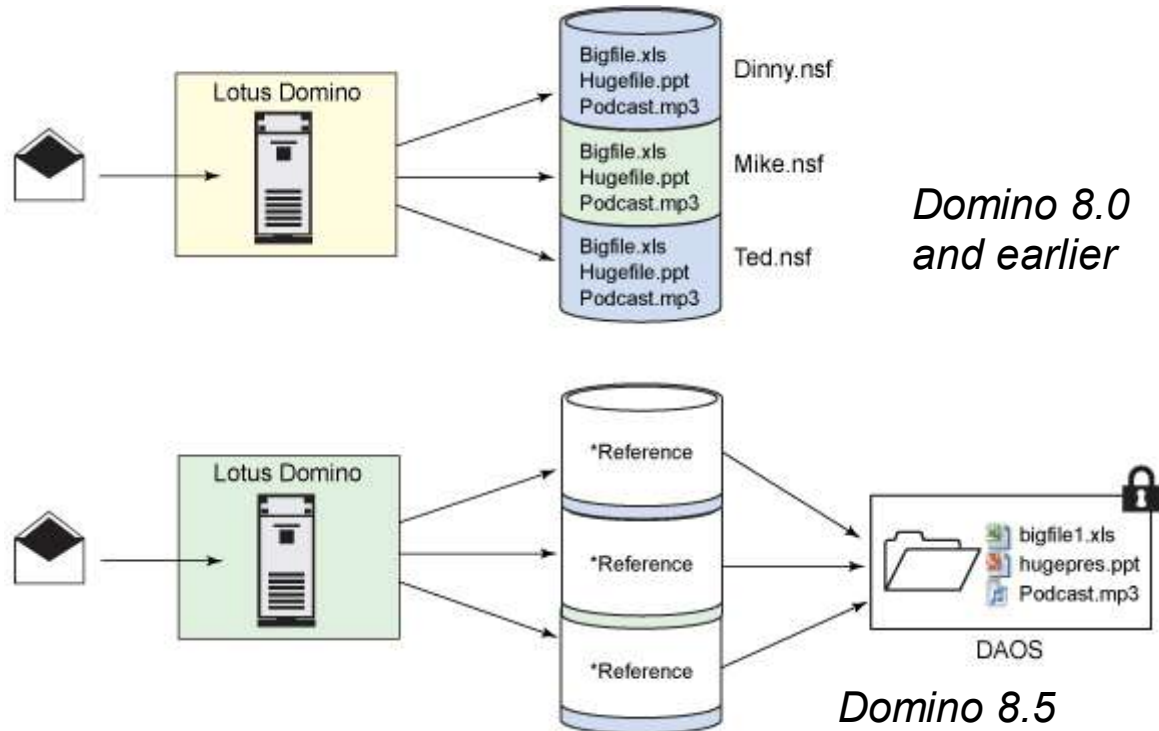 Lotus Domino
Bigfile.xls
Hugefile.ppt
Podcast.mp3
Dinny.nsf
Bigfile.xls
Hugefile.ppt
Podcast.mp3
Mike.nsf
Bigfile.xls
Hugefile.ppt
Podcast.mp3
Ted.nsf
Domino 8.0
and earlier
Lotus Domino
*Reference
*Reference
*Reference
bigfile1.xls
hugepres.ppt
Podcast.mp3
DAOS
Domino 8.5